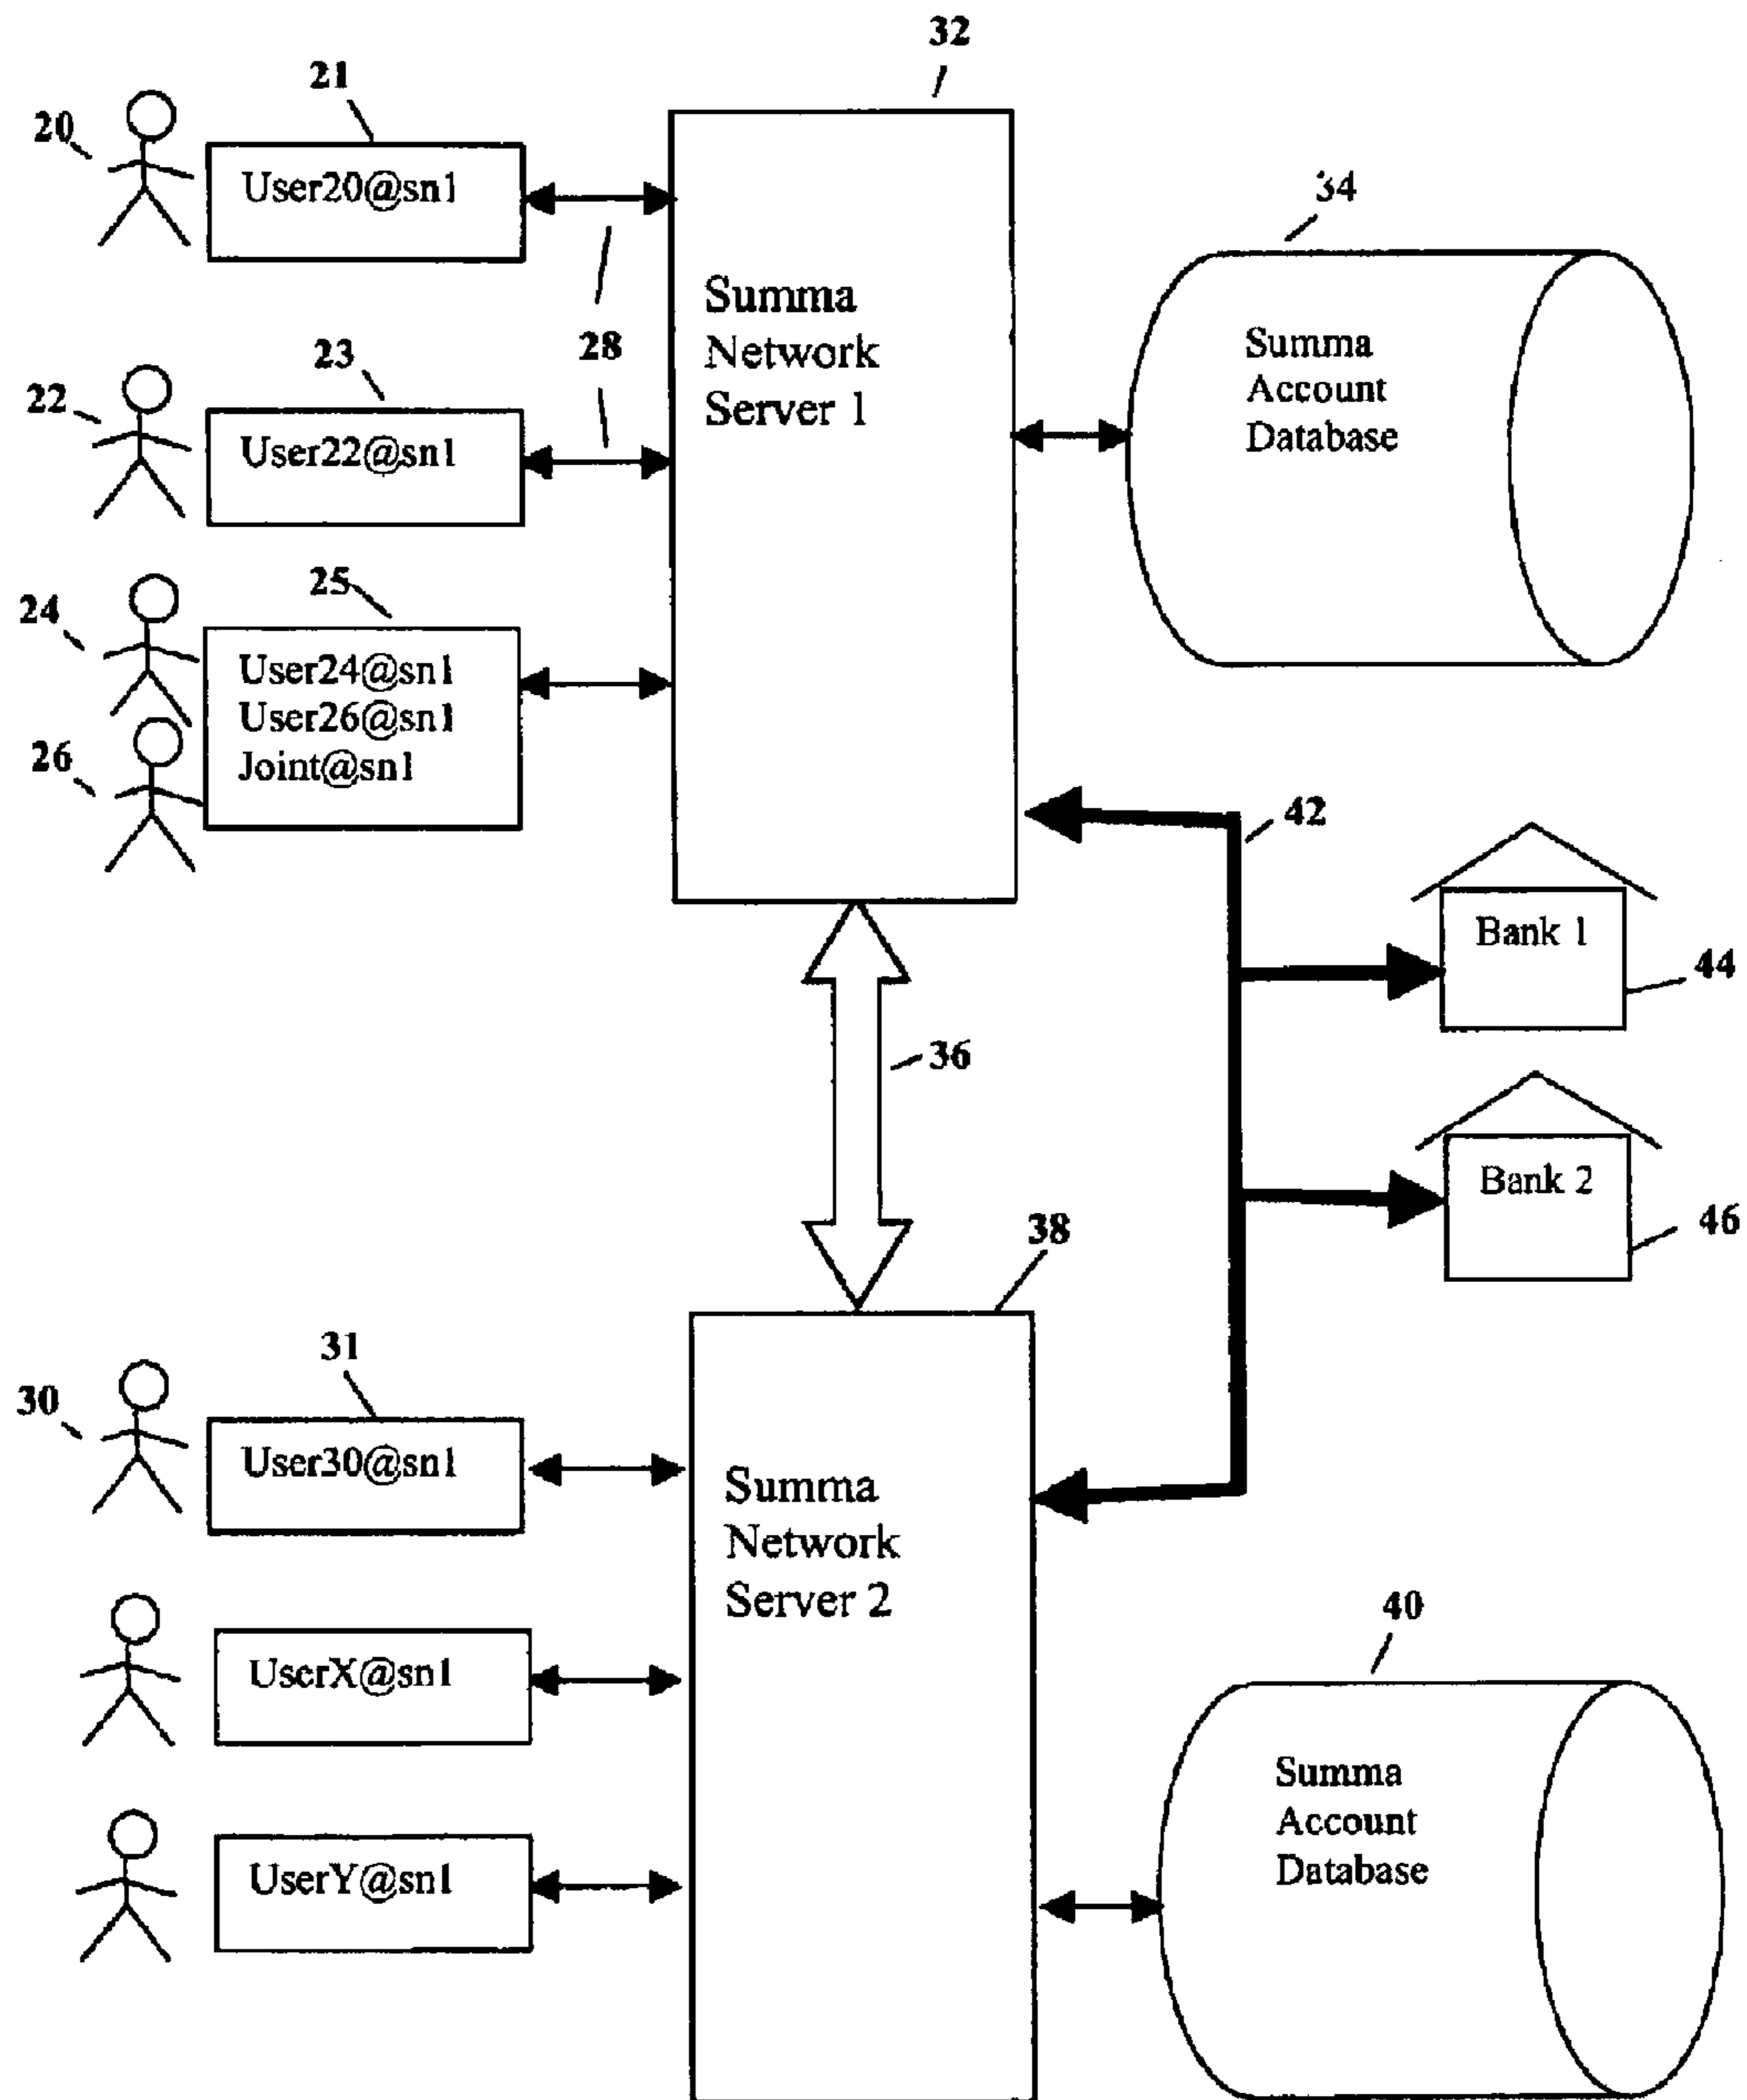 32
21
20
User20@sn1
34
Summa
Network
Server 1
28
23
22
User22@sn1
Summa
Account
Database
25
24
User24@sn1
User26@sn1
Joint@sn1
26
42
Bank 1
44
36
Bank 2
46
38
31
30
User30@sn1
Summa
Network
Server 2
40
UserX@sn1
Summa
Account
Database
UserY@sn1